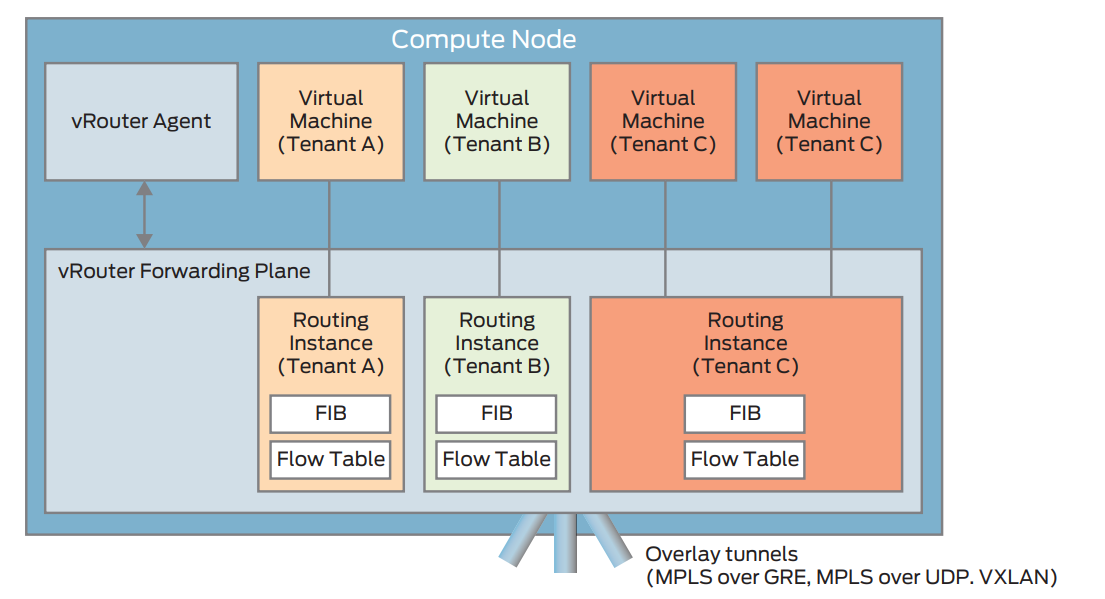 Compute Node
vRouter Agent
Virtual
Machine
(Tenant A)
Virtual
Machine
(Tenant B)
Virtual
Machine
(Tenant C)
Virtual
Machine
(Tenant C)
vRouter Forwarding Plane
Routing
Instance
(Tenant A)
FIB
Flow Table
Routing
Instance
(Tenant B)
FIB
Flow Table
Routing
Instance
(Tenant C)
FIB
Flow Table
Overlay tunnels
(MPLS over GRE, MPLS over UDP. VXLAN)